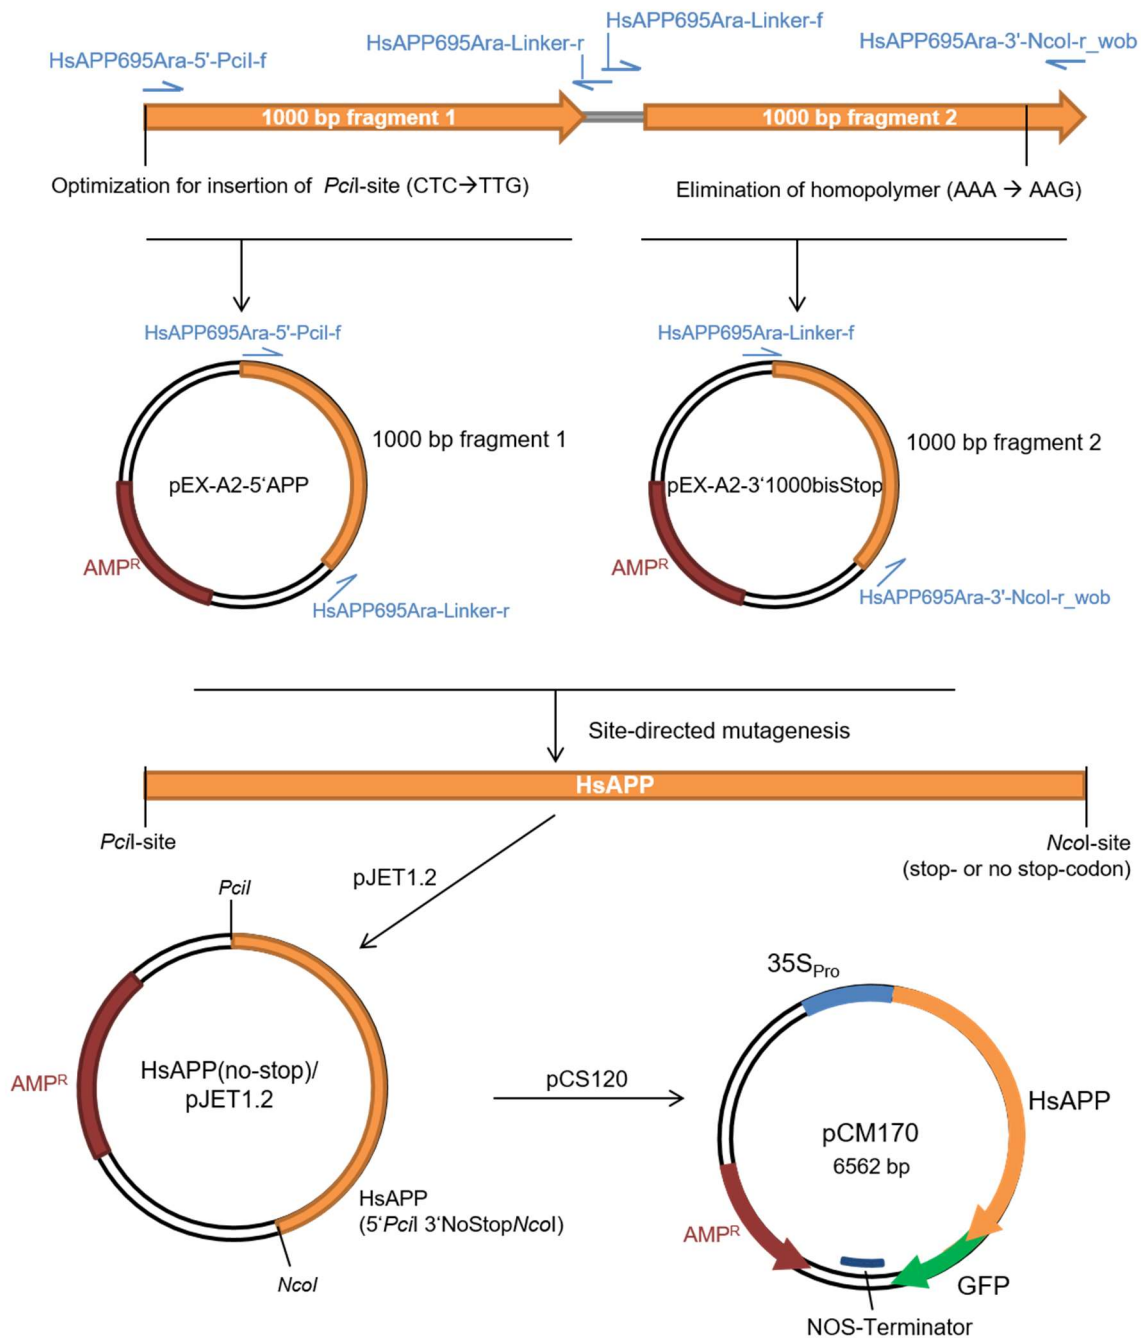 HsAPP695Ara-Linker-f
HsAPP695Ara-Linker-r
HsAPP695Ara-3'-NcoI-r_wob
HsAPP695Ara-5'-PciI-f
1000 bp fragment 1
1000 bp fragment 2
Optimization for insertion of PciI-site (CTC→TTG)
Elimination of homopolymer (AAA → AAG)
HsAPP695Ara-5'-PciI-f
HsAPP695Ara-Linker-f
1000 bp fragment 1
1000 bp fragment 2
pEX-A2-5‘APP
pEX-A2-3‘1000bisStop
AMPR
AMPR
HsAPP695Ara-Linker-r
HsAPP695Ara-3'-NcoI-r_wob
Site-directed mutagenesis
HsAPP
PciI-site
NcoI-site
(stop- or no stop-codon)
pJET1.2
PciI
35SPro
HsAPP(no-stop)/
pJET1.2
AMPR
pCS120
HsAPP
pCM170
6562 bp
HsAPP
(5‘PciI 3‘NoStopNcoI)
AMPR
NcoI
GFP
NOS-Terminator